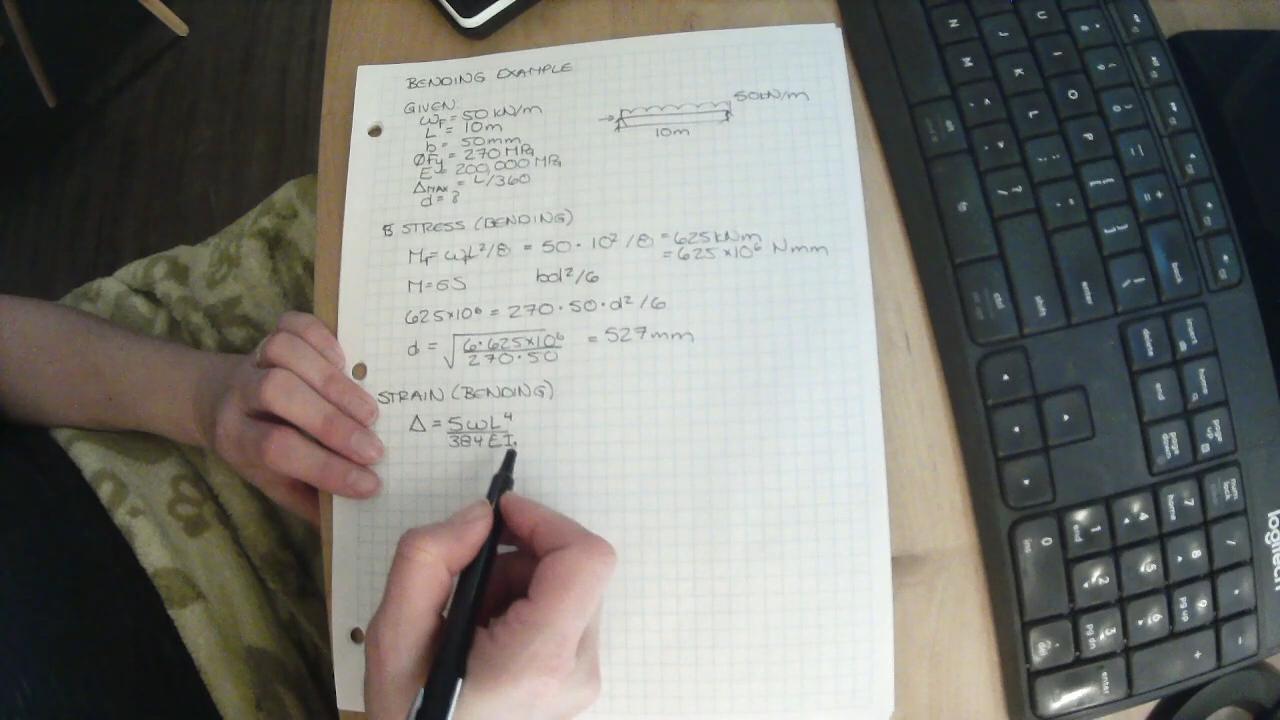 BENDING EXAMPLE
GIVEN:
ωF = 50 kN/m
L = 10m
b = 50mm
ØFy = 270 MPa
E = 200,000 MPa
ΔMAX = L/360
d = ?
50kN/m
10m
STRESS (BENDING)
MF = ωL²/8 = 50·10²/8 = 625 kNm
= 625×10⁶ Nmm
M=σS bd²/6
625×10⁶ = 270·50·d²/6
d = √(6·625×10⁶ / 270·50) = 527mm
STRAIN (BENDING)
Δ = 5ωL⁴
384EI
logitech